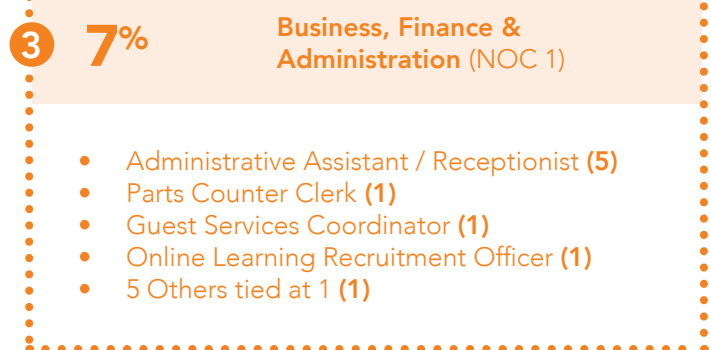 3 7% Business, Finance &
Administration (NOC 1)
• Administrative Assistant / Receptionist (5)
• Parts Counter Clerk (1)
• Guest Services Coordinator (1)
• Online Learning Recruitment Officer (1)
• 5 Others tied at 1 (1)